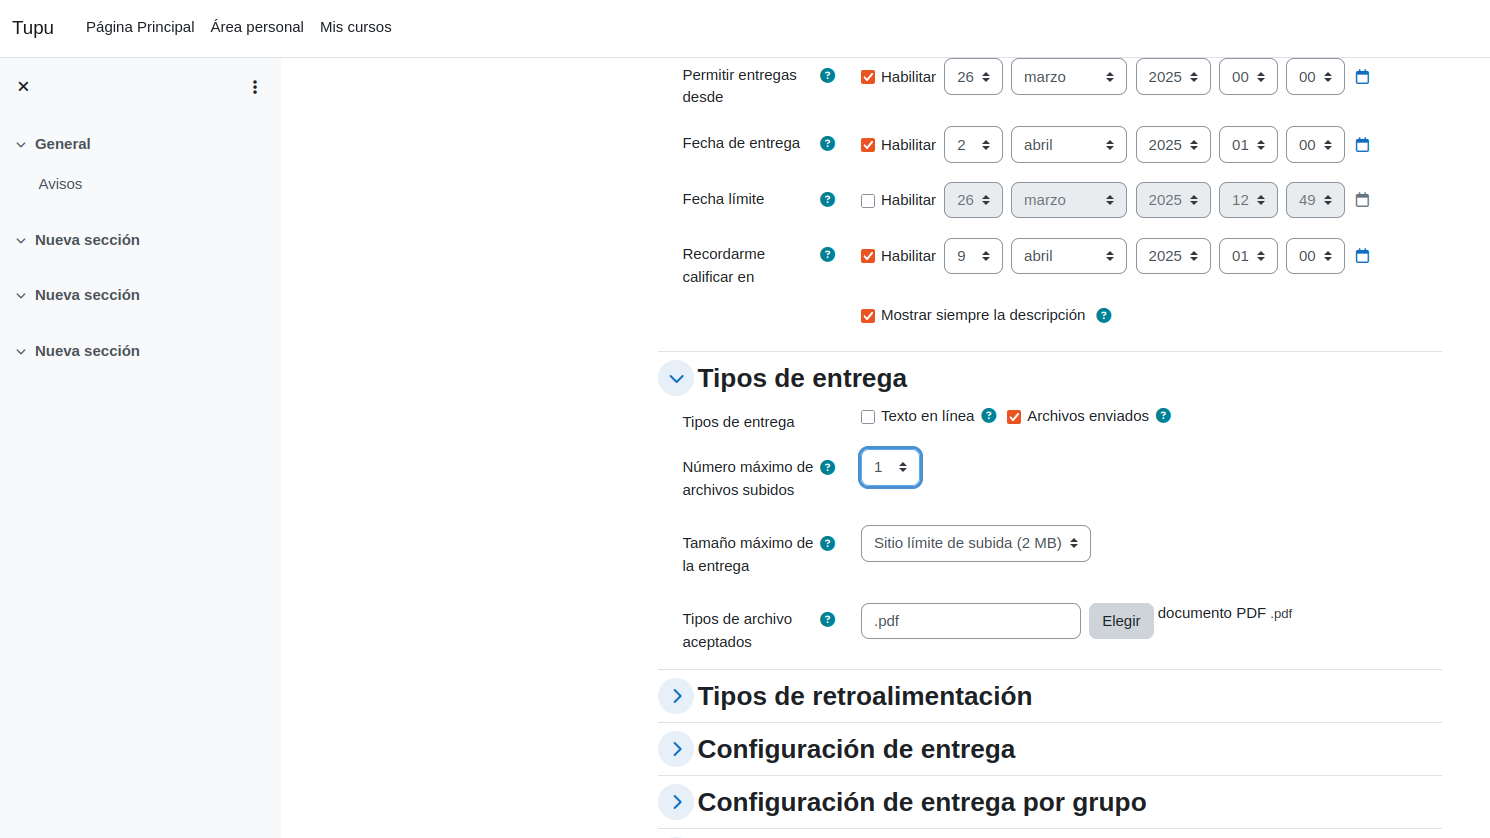 Tupu Página Principal Área personal Mis cursos
General
Avisos
Nueva sección
Nueva sección
Nueva sección
Permitir entregas desde Habilitar 26 marzo 2025 00 00
Fecha de entrega Habilitar 2 abril 2025 01 00
Fecha límite Habilitar 26 marzo 2025 12 49
Recordarme calificar en Habilitar 9 abril 2025 01 00
Mostrar siempre la descripción
Tipos de entrega
Tipos de entrega Texto en línea Archivos enviados
Número máximo de archivos subidos 1
Tamaño máximo de la entrega Sitio límite de subida (2 MB)
Tipos de archivo aceptados .pdf Elegir documento PDF .pdf
Tipos de retroalimentación
Configuración de entrega
Configuración de entrega por grupo